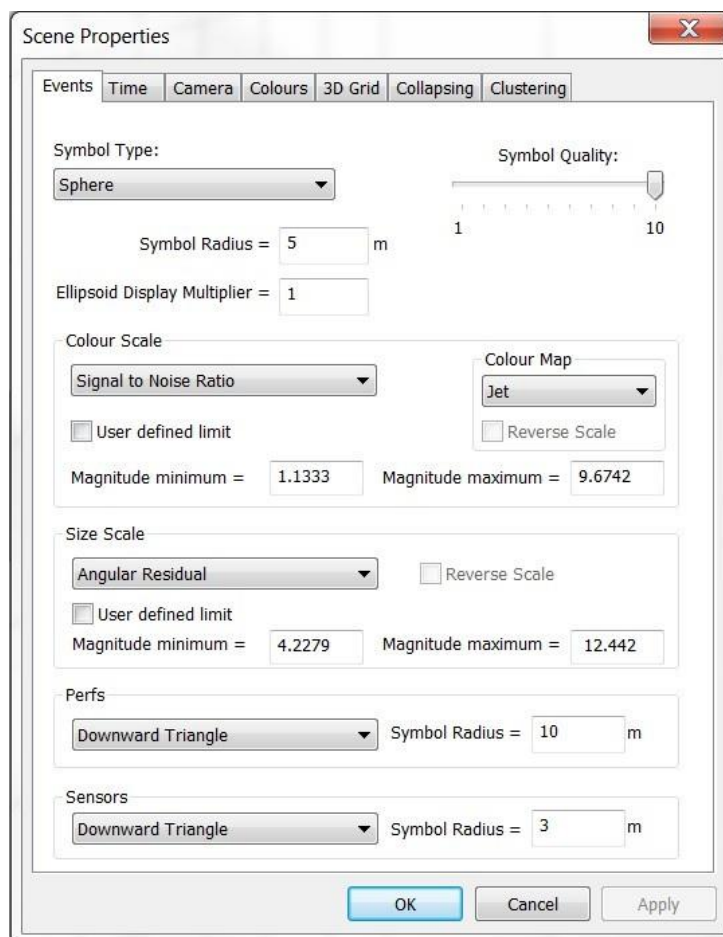 Scene Properties
X
Events Time Camera Colours 3D Grid Collapsing Clustering
Symbol Type:
Symbol Quality:
Sphere
1 10
Symbol Radius = 5 m
Ellipsoid Display Multiplier = 1
Colour Scale
Colour Map
Signal to Noise Ratio
Jet
User defined limit
Reverse Scale
Magnitude minimum = 1.1333 Magnitude maximum = 9.6742
Size Scale
Angular Residual
Reverse Scale
User defined limit
Magnitude minimum = 4.2279 Magnitude maximum = 12.442
Perfs
Downward Triangle Symbol Radius = 10 m
Sensors
Downward Triangle Symbol Radius = 3 m
OK Cancel Apply